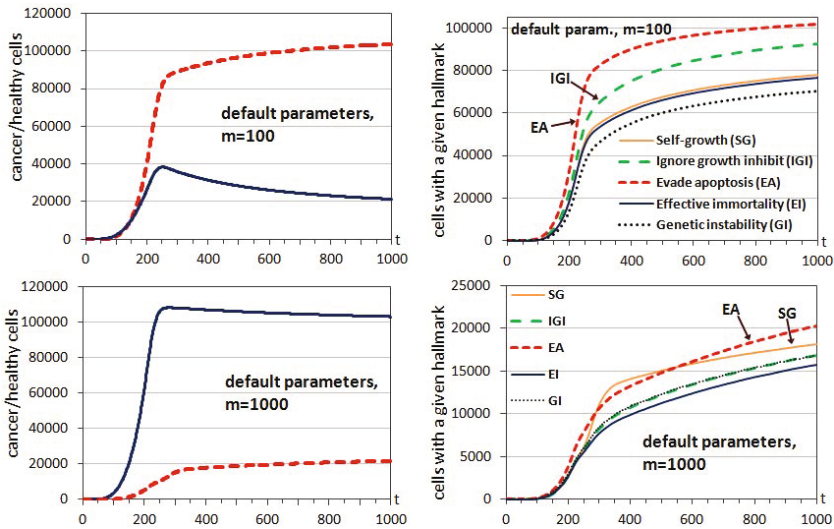 120000
100000
80000
60000
40000
20000
0
cancer/healthy cells
default parameters,
m=100
0 200 400 600 800 1000 t
100000
80000
60000
40000
20000
0
cells with a given hallmark
default param., m=100
IGI
EA
Self-growth (SG)
Ignore growth inhibit (IGI)
Evade apoptosis (EA)
Effective immortality (EI)
Genetic instability (GI)
0 200 400 600 800 1000 t
120000
100000
80000
60000
40000
20000
0
cancer/healthy cells
default parameters,
m=1000
0 200 400 600 800 1000 t
25000
20000
15000
10000
5000
0
cells with a given hallmark
SG
IGI
EA
EI
GI
EA SG
default parameters,
m=1000
0 200 400 600 800 1000 t